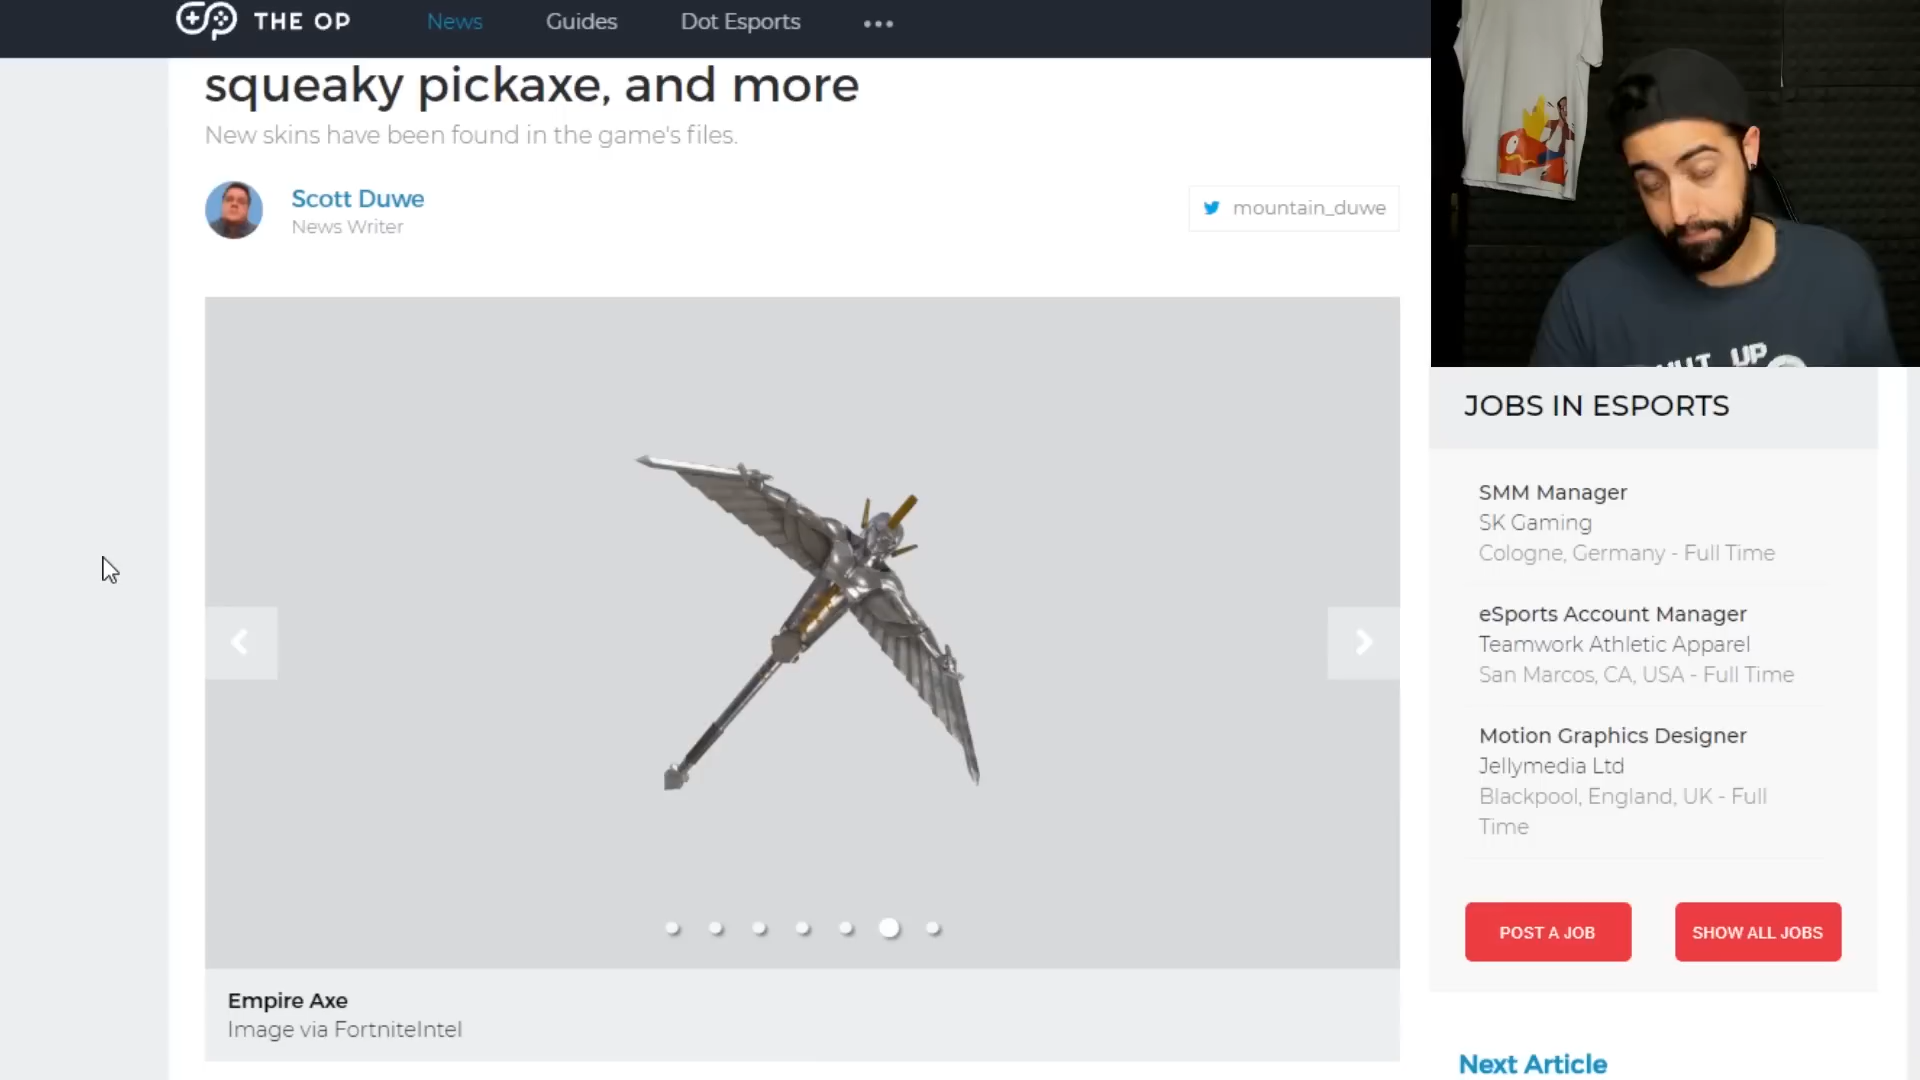 THE OP
News
Guides
Dot Esports
squeaky pickaxe, and more
New skins have been found in the game's files.
Scott Duwe
News Writer
mountain_duwe
UP
JOBS IN ESPORTS
SMM Manager
SK Gaming
Cologne, Germany - Full Time
eSports Account Manager
Teamwork Athletic Apparel
San Marcos, CA, USA - Full Time
Motion Graphics Designer
Jellymedia Ltd
Blackpool, England, UK - Full
Time
POST A JOB
SHOW ALL JOBS
Empire Axe
Image via FortniteIntel
Next Article